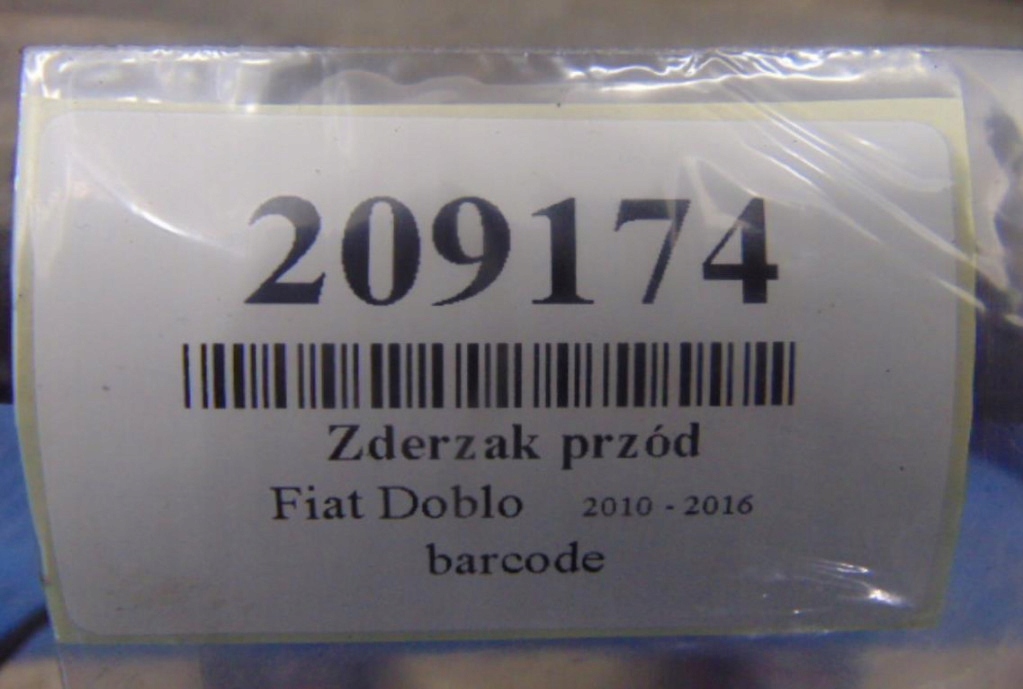 209174
Zderzak przód
Fiat Doblo 2010 - 2016
barcode